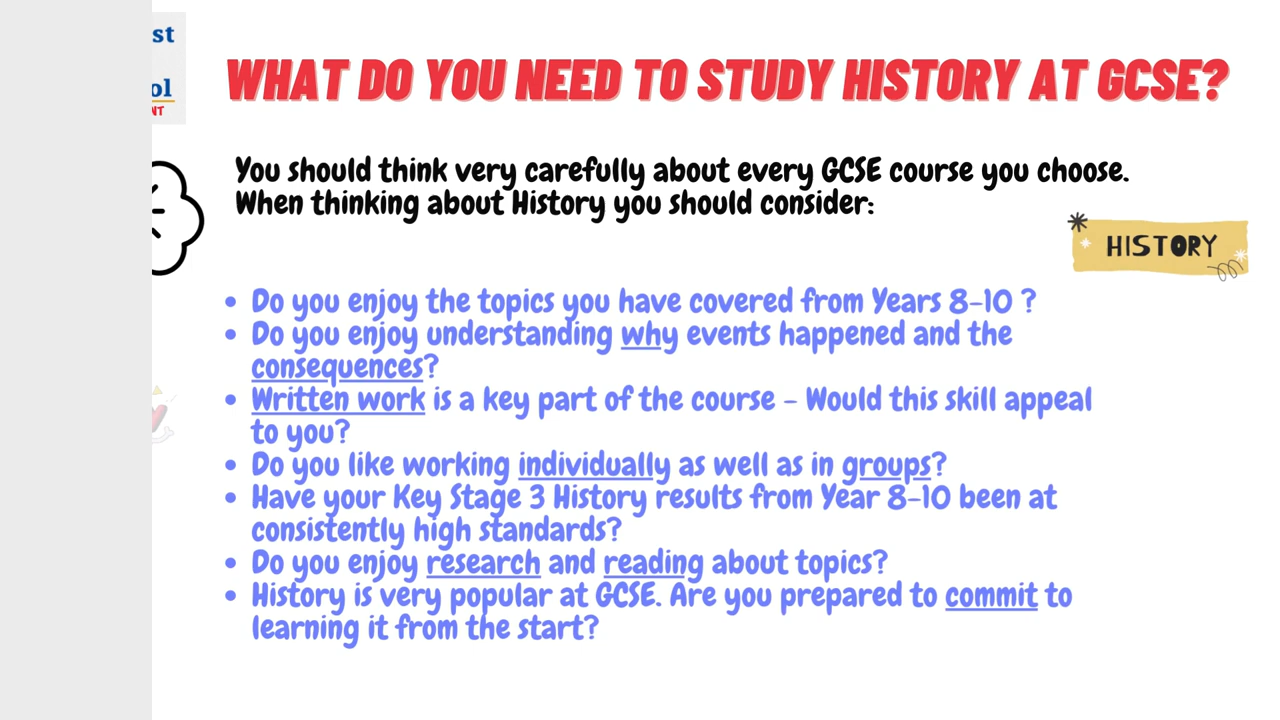 st
ol
NT
WHAT DO YOU NEED TO STUDY HISTORY AT GCSE?
You should think very carefully about every GCSE course you choose.
When thinking about History you should consider:
HISTORY
• Do you enjoy the topics you have covered from Years 8-10 ?
• Do you enjoy understanding why events happened and the
consequences?
• Written work is a key part of the course - Would this skill appeal
to you?
• Do you like working individually as well as in groups?
• Have your Key Stage 3 History results from Year 8-10 been at
consistently high standards?
• Do you enjoy research and reading about topics?
• History is very popular at GCSE. Are you prepared to commit to
learning it from the start?